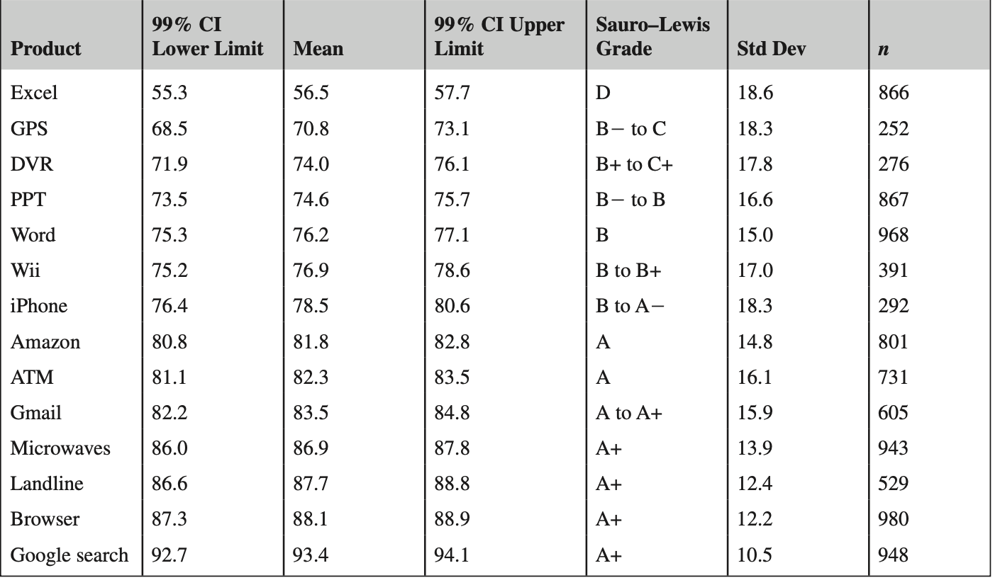 Product 99% CI Lower Limit Mean 99% CI Upper Limit Sauro–Lewis Grade Std Dev n
Excel 55.3 56.5 57.7 D 18.6 866
GPS 68.5 70.8 73.1 B− to C 18.3 252
DVR 71.9 74.0 76.1 B+ to C+ 17.8 276
PPT 73.5 74.6 75.7 B− to B 16.6 867
Word 75.3 76.2 77.1 B 15.0 968
Wii 75.2 76.9 78.6 B to B+ 17.0 391
iPhone 76.4 78.5 80.6 B to A− 18.3 292
Amazon 80.8 81.8 82.8 A 14.8 801
ATM 81.1 82.3 83.5 A 16.1 731
Gmail 82.2 83.5 84.8 A to A+ 15.9 605
Microwaves 86.0 86.9 87.8 A+ 13.9 943
Landline 86.6 87.7 88.8 A+ 12.4 529
Browser 87.3 88.1 88.9 A+ 12.2 980
Google search 92.7 93.4 94.1 A+ 10.5 948